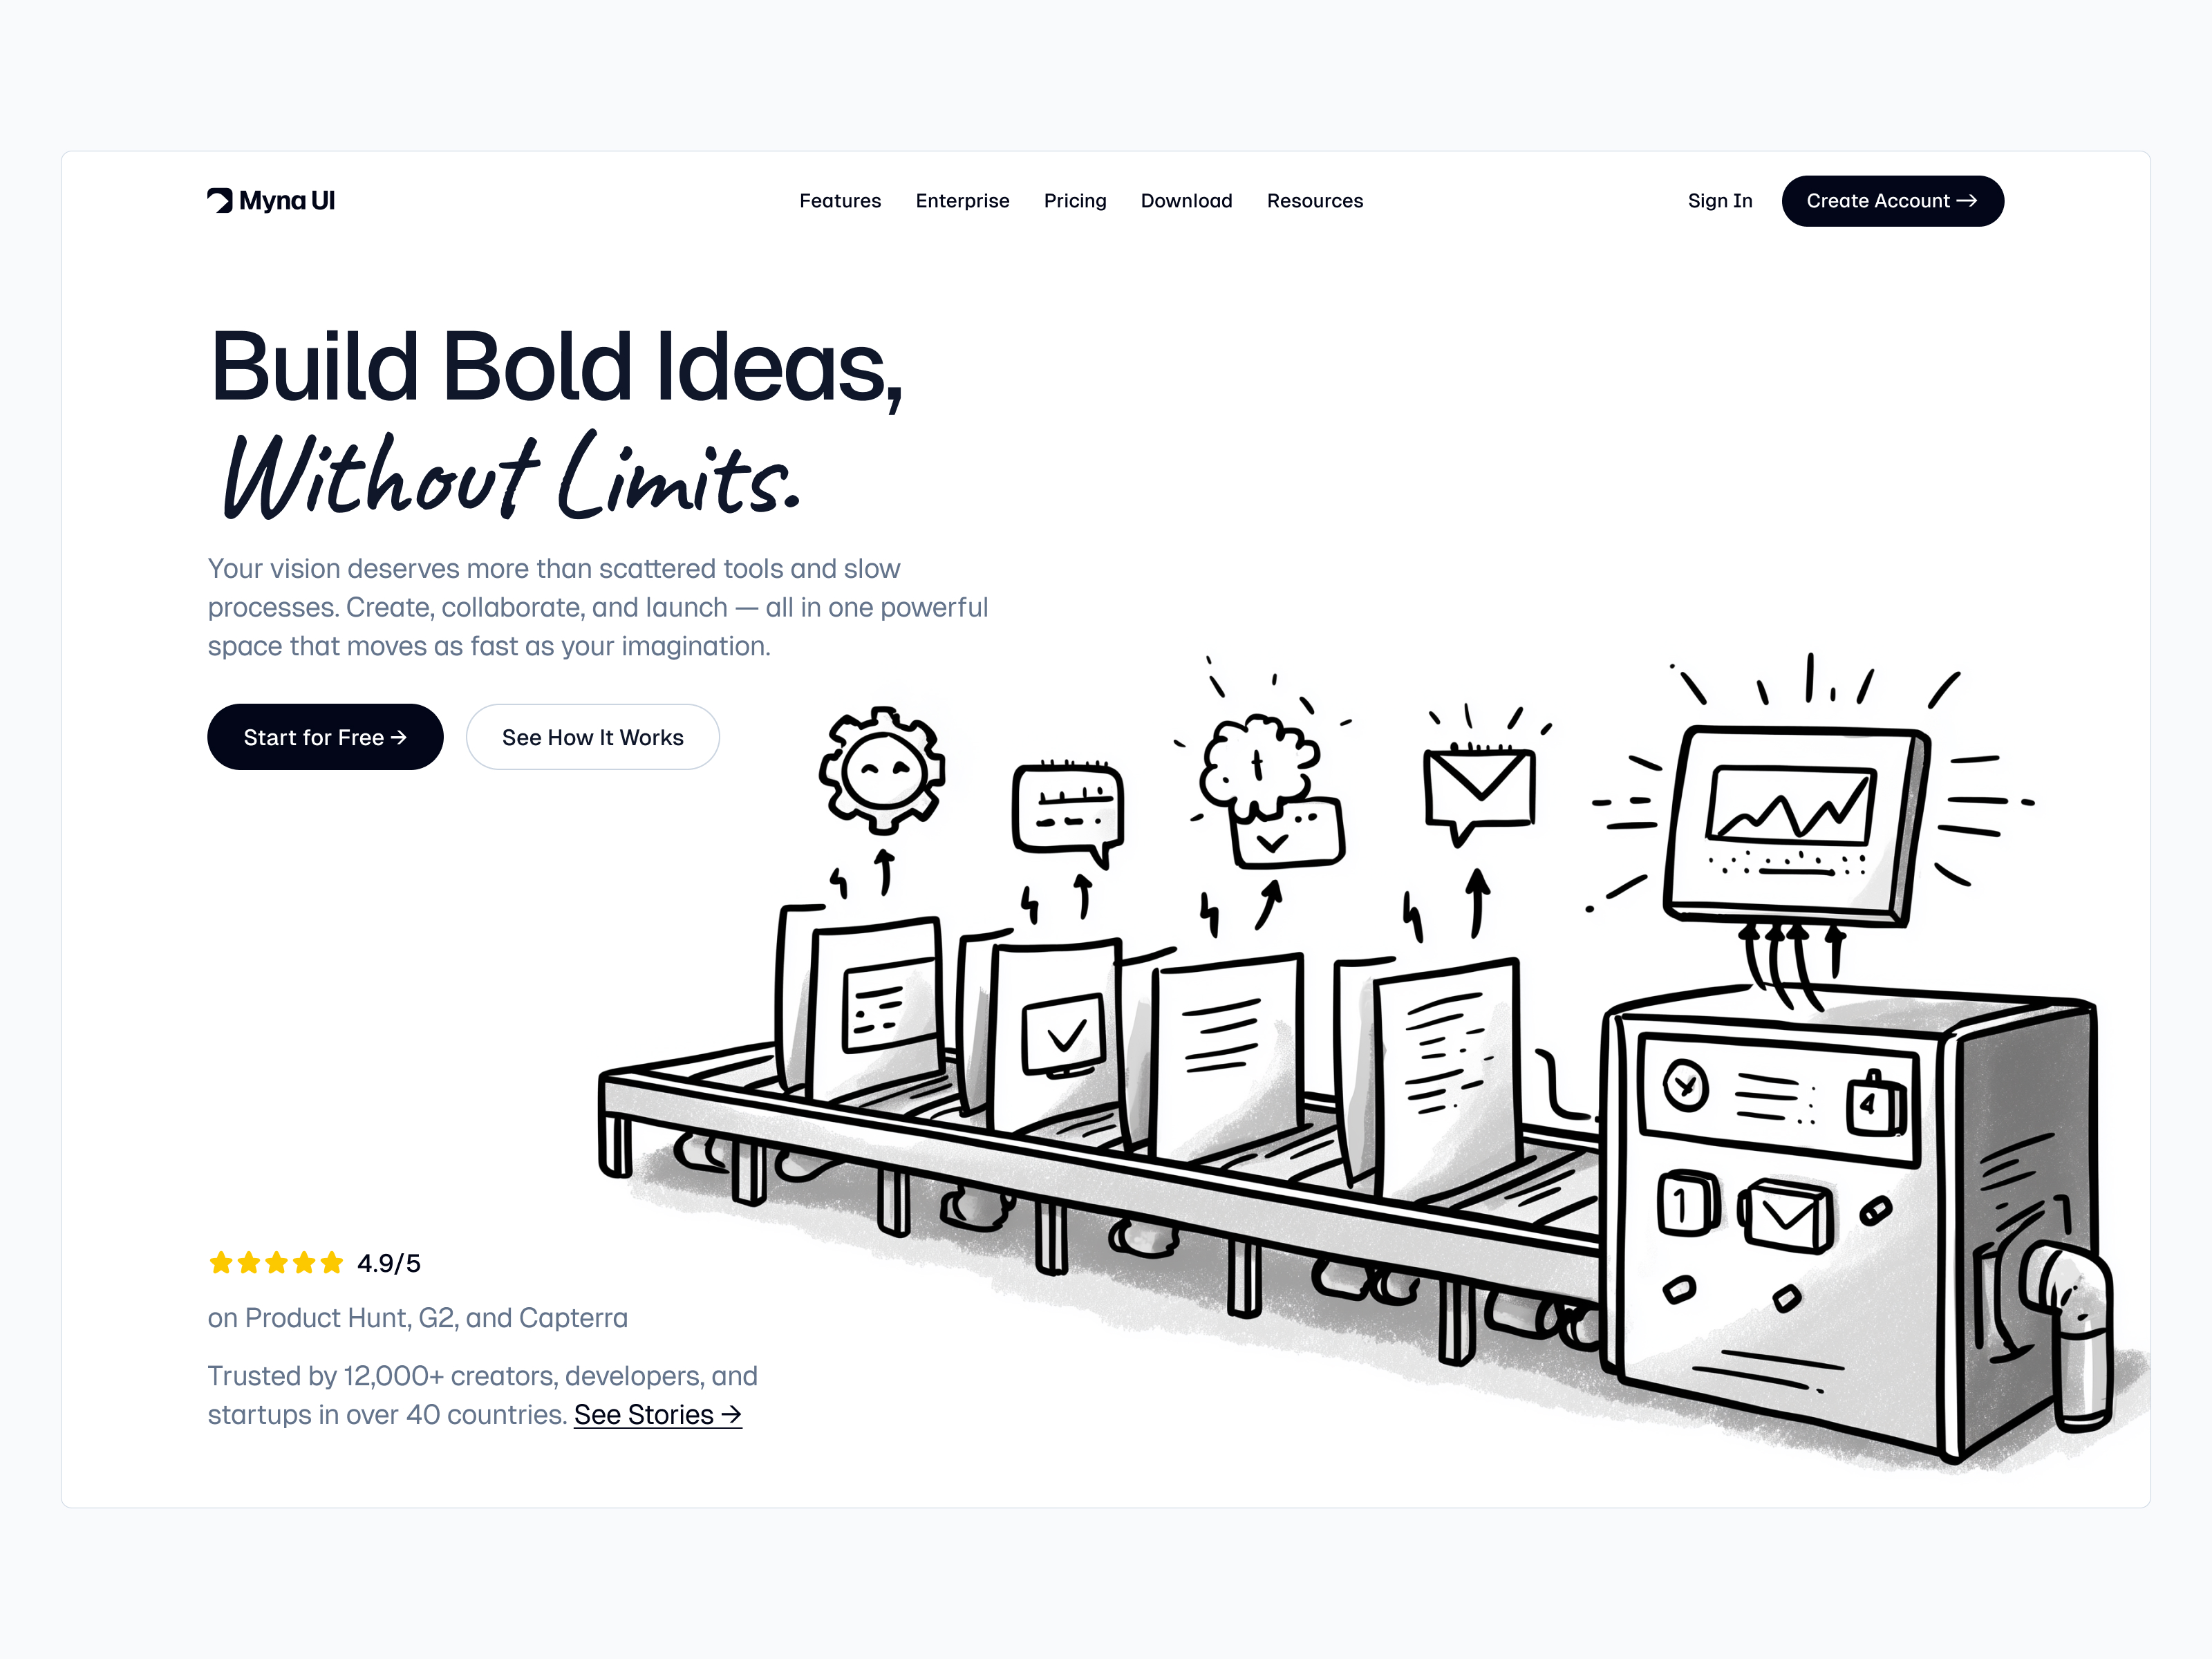 Myna UI
Features Enterprise Pricing Download Resources
Sign In Create Account →
Build Bold Ideas,
Without Limits.
Your vision deserves more than scattered tools and slow
processes. Create, collaborate, and launch — all in one powerful
space that moves as fast as your imagination.
Start for Free →
See How It Works
4
1
4.9/5
on Product Hunt, G2, and Capterra
Trusted by 12,000+ creators, developers, and
startups in over 40 countries. See Stories →